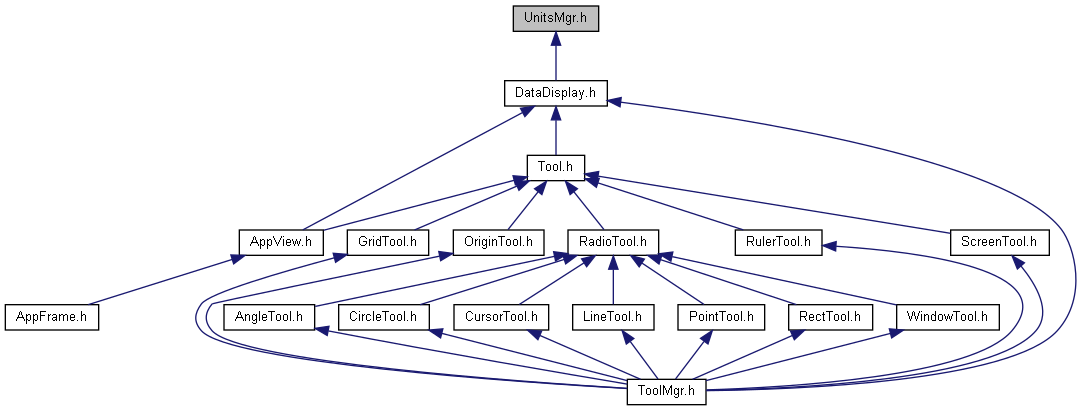 UnitsMgr.h
DataDisplay.h
Tool.h
AppView.h
GridTool.h
OriginTool.h
RadioTool.h
RulerTool.h
ScreenTool.h
AppFrame.h
AngleTool.h
CircleTool.h
CursorTool.h
LineTool.h
PointTool.h
RectTool.h
WindowTool.h
ToolMgr.h